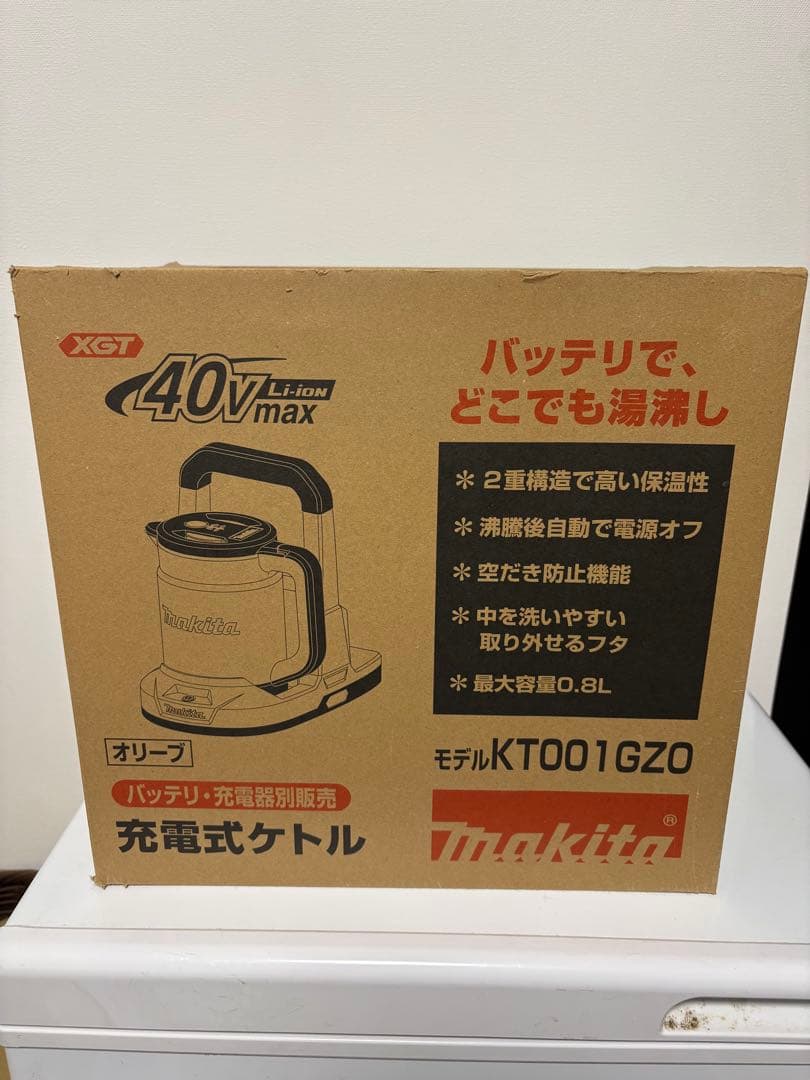 XGT
40Vmax Li-ion
バッテリで、
どこでも湯沸し
＊2重構造で高い保温性
＊沸騰後自動で電源オフ
＊空だき防止機能
＊中を洗いやすい
取り外せるフタ
＊最大容量0.8L
makita
makita
オリーブ
モデルKT001GZO
バッテリ・充電器別販売
充電式ケトル
makita®